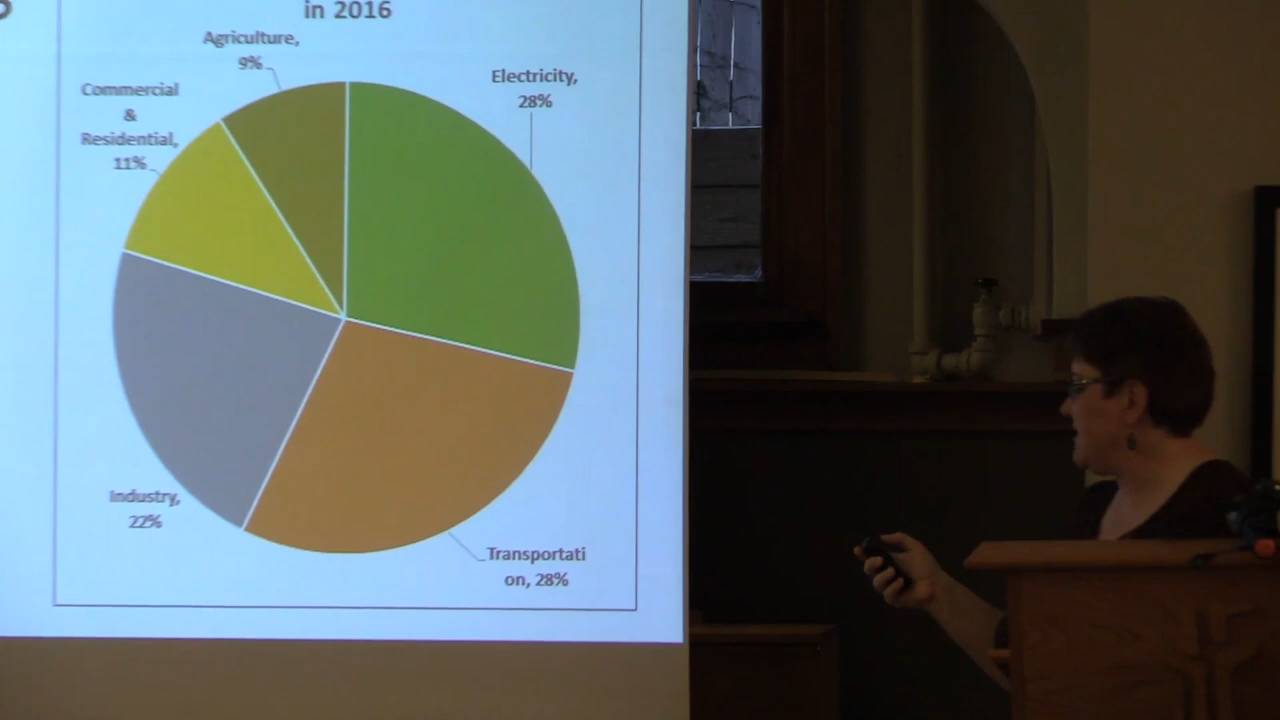 in 2016
Agriculture,
9%
Electricity,
28%
Commercial
&
Residential,
11%
Industry,
22%
Transportati
on, 28%